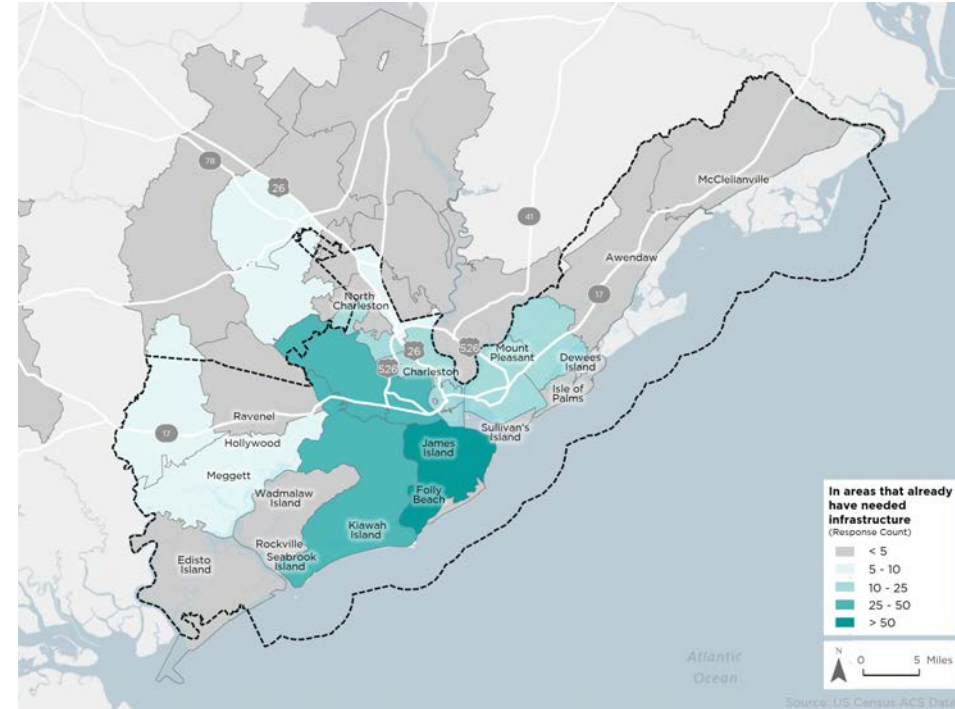 78
26
41
McClellanville
Awendaw
17
North
Charleston
26
526
526
Charleston
Mount
Pleasant
Dewees
Island
Isle of
Palms
Sullivan's
Island
Ravenel
17
Hollywood
Meggett
James
Island
Folly
Beach
Wadmalaw
Island
Kiawah
Island
Rockville
Seabrook
Island
Edisto
Island
In areas that already
have needed
infrastructure
(Response Count)
< 5
5 - 10
10 - 25
25 - 50
> 50
N
0 5 Miles
Atlantic
Ocean
Source: US Census ACS Data